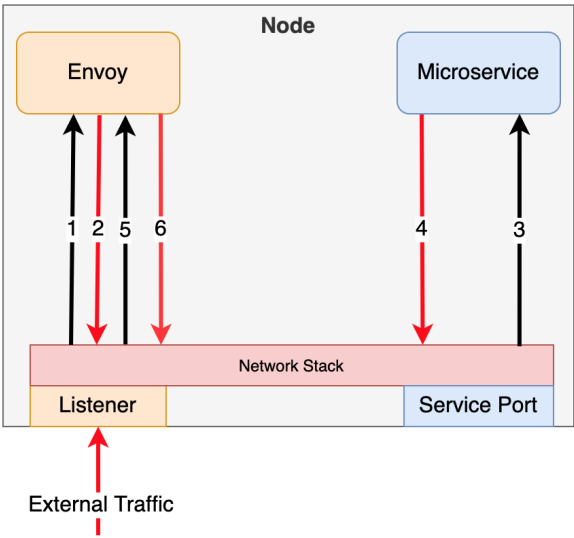 Node
Envoy
Microservice
1
2
5
6
4
3
Network Stack
Listener
Service Port
External Traffic